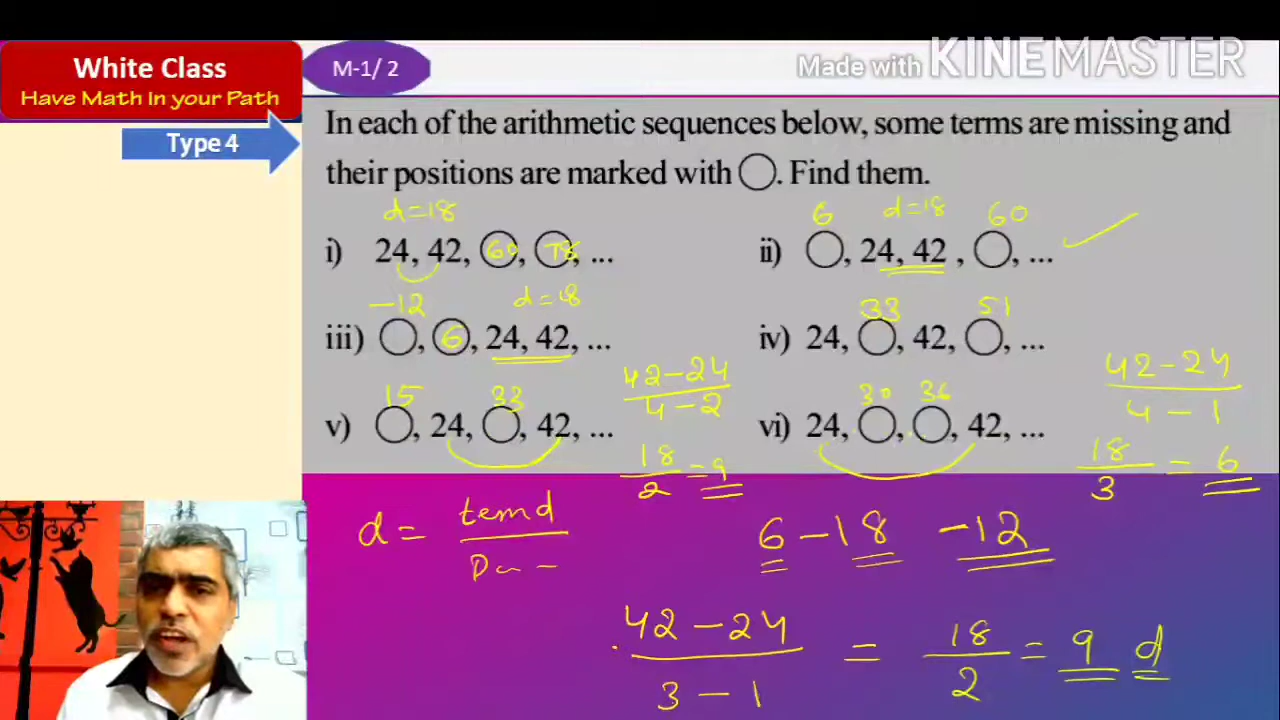 White Class
Have Math in your Path
M-1/ 2
Made with KINEMASTER
Type 4
In each of the arithmetic sequences below, some terms are missing and
their positions are marked with ◯. Find them.
d=18
i) 24, 42, 60, 78, ...
6 d=18 60
ii) ◯, 24, 42 , ◯, ...
-12 d=18
iii) ◯, 6, 24, 42, ...
33 51
iv) 24, ◯, 42, ◯, ...
15 33
v) ◯, 24, ◯, 42, ...
42-24
4-2
18
2 =9
30 36
vi) 24, ◯, ◯, 42, ...
42-24
4-1
18
3 = 6
d= temd
6 -18 -12
42-24
3-1
= 18
2 = 9 d